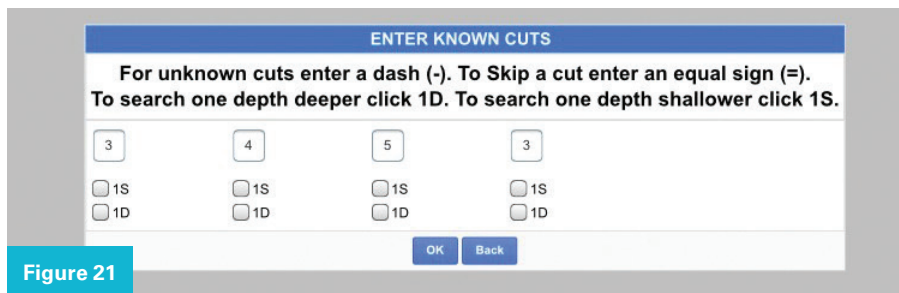 ENTER KNOWN CUTS
For unknown cuts enter a dash (-). To Skip a cut enter an equal sign (=).
To search one depth deeper click 1D. To search one depth shallower click 1S.
3 4 5 3
1S 1S 1S 1S
1D 1D 1D 1D
OK Back
Figure 21